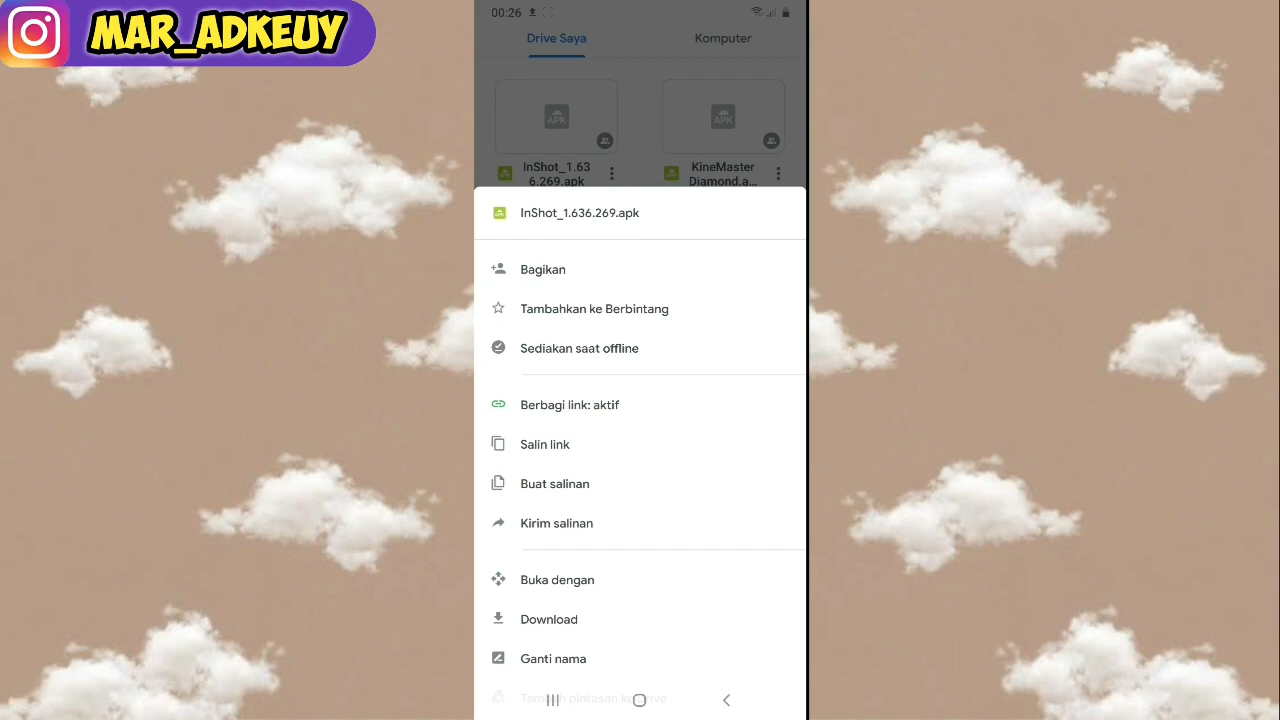 MAR_ADKEUY
00:26
Drive Saya
Komputer
APK
APK
InShot_1.63
6.269.apk
KineMaster
Diamond.a...
InShot_1.636.269.apk
Bagikan
Tambahkan ke Berbintang
Sediakan saat offline
Berbagi link: aktif
Salin link
Buat salinan
Kirim salinan
Buka dengan
Download
Ganti nama